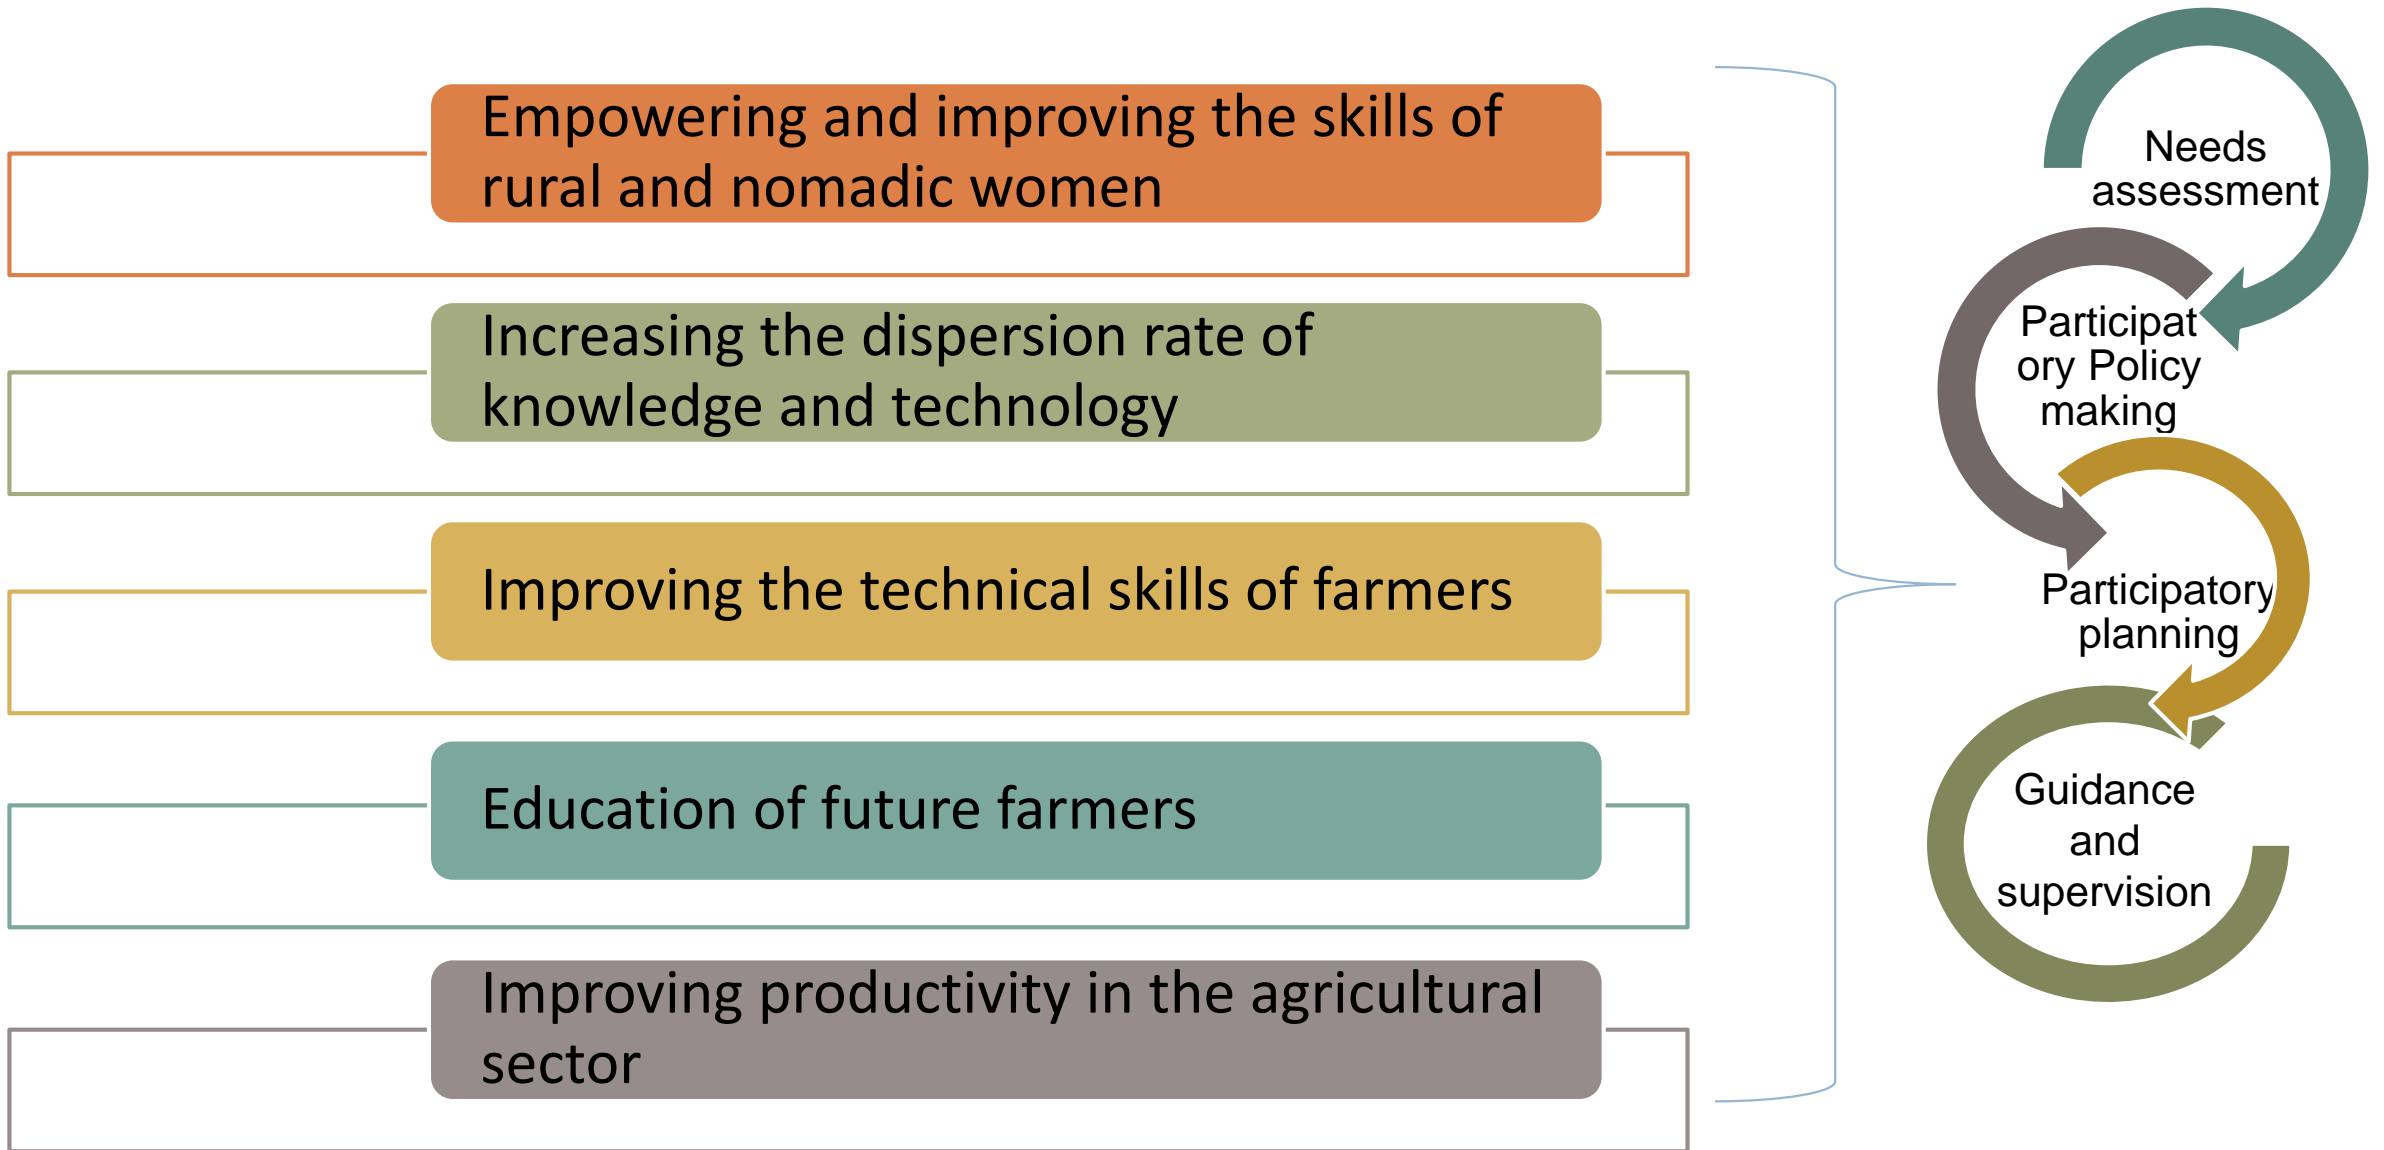 Empowering and improving the skills of
rural and nomadic women
Increasing the dispersion rate of
knowledge and technology
Improving the technical skills of farmers
Education of future farmers
Improving productivity in the agricultural
sector
Needs
assessment
Participat
ory Policy
making
Participatory
planning
Guidance
and
supervision